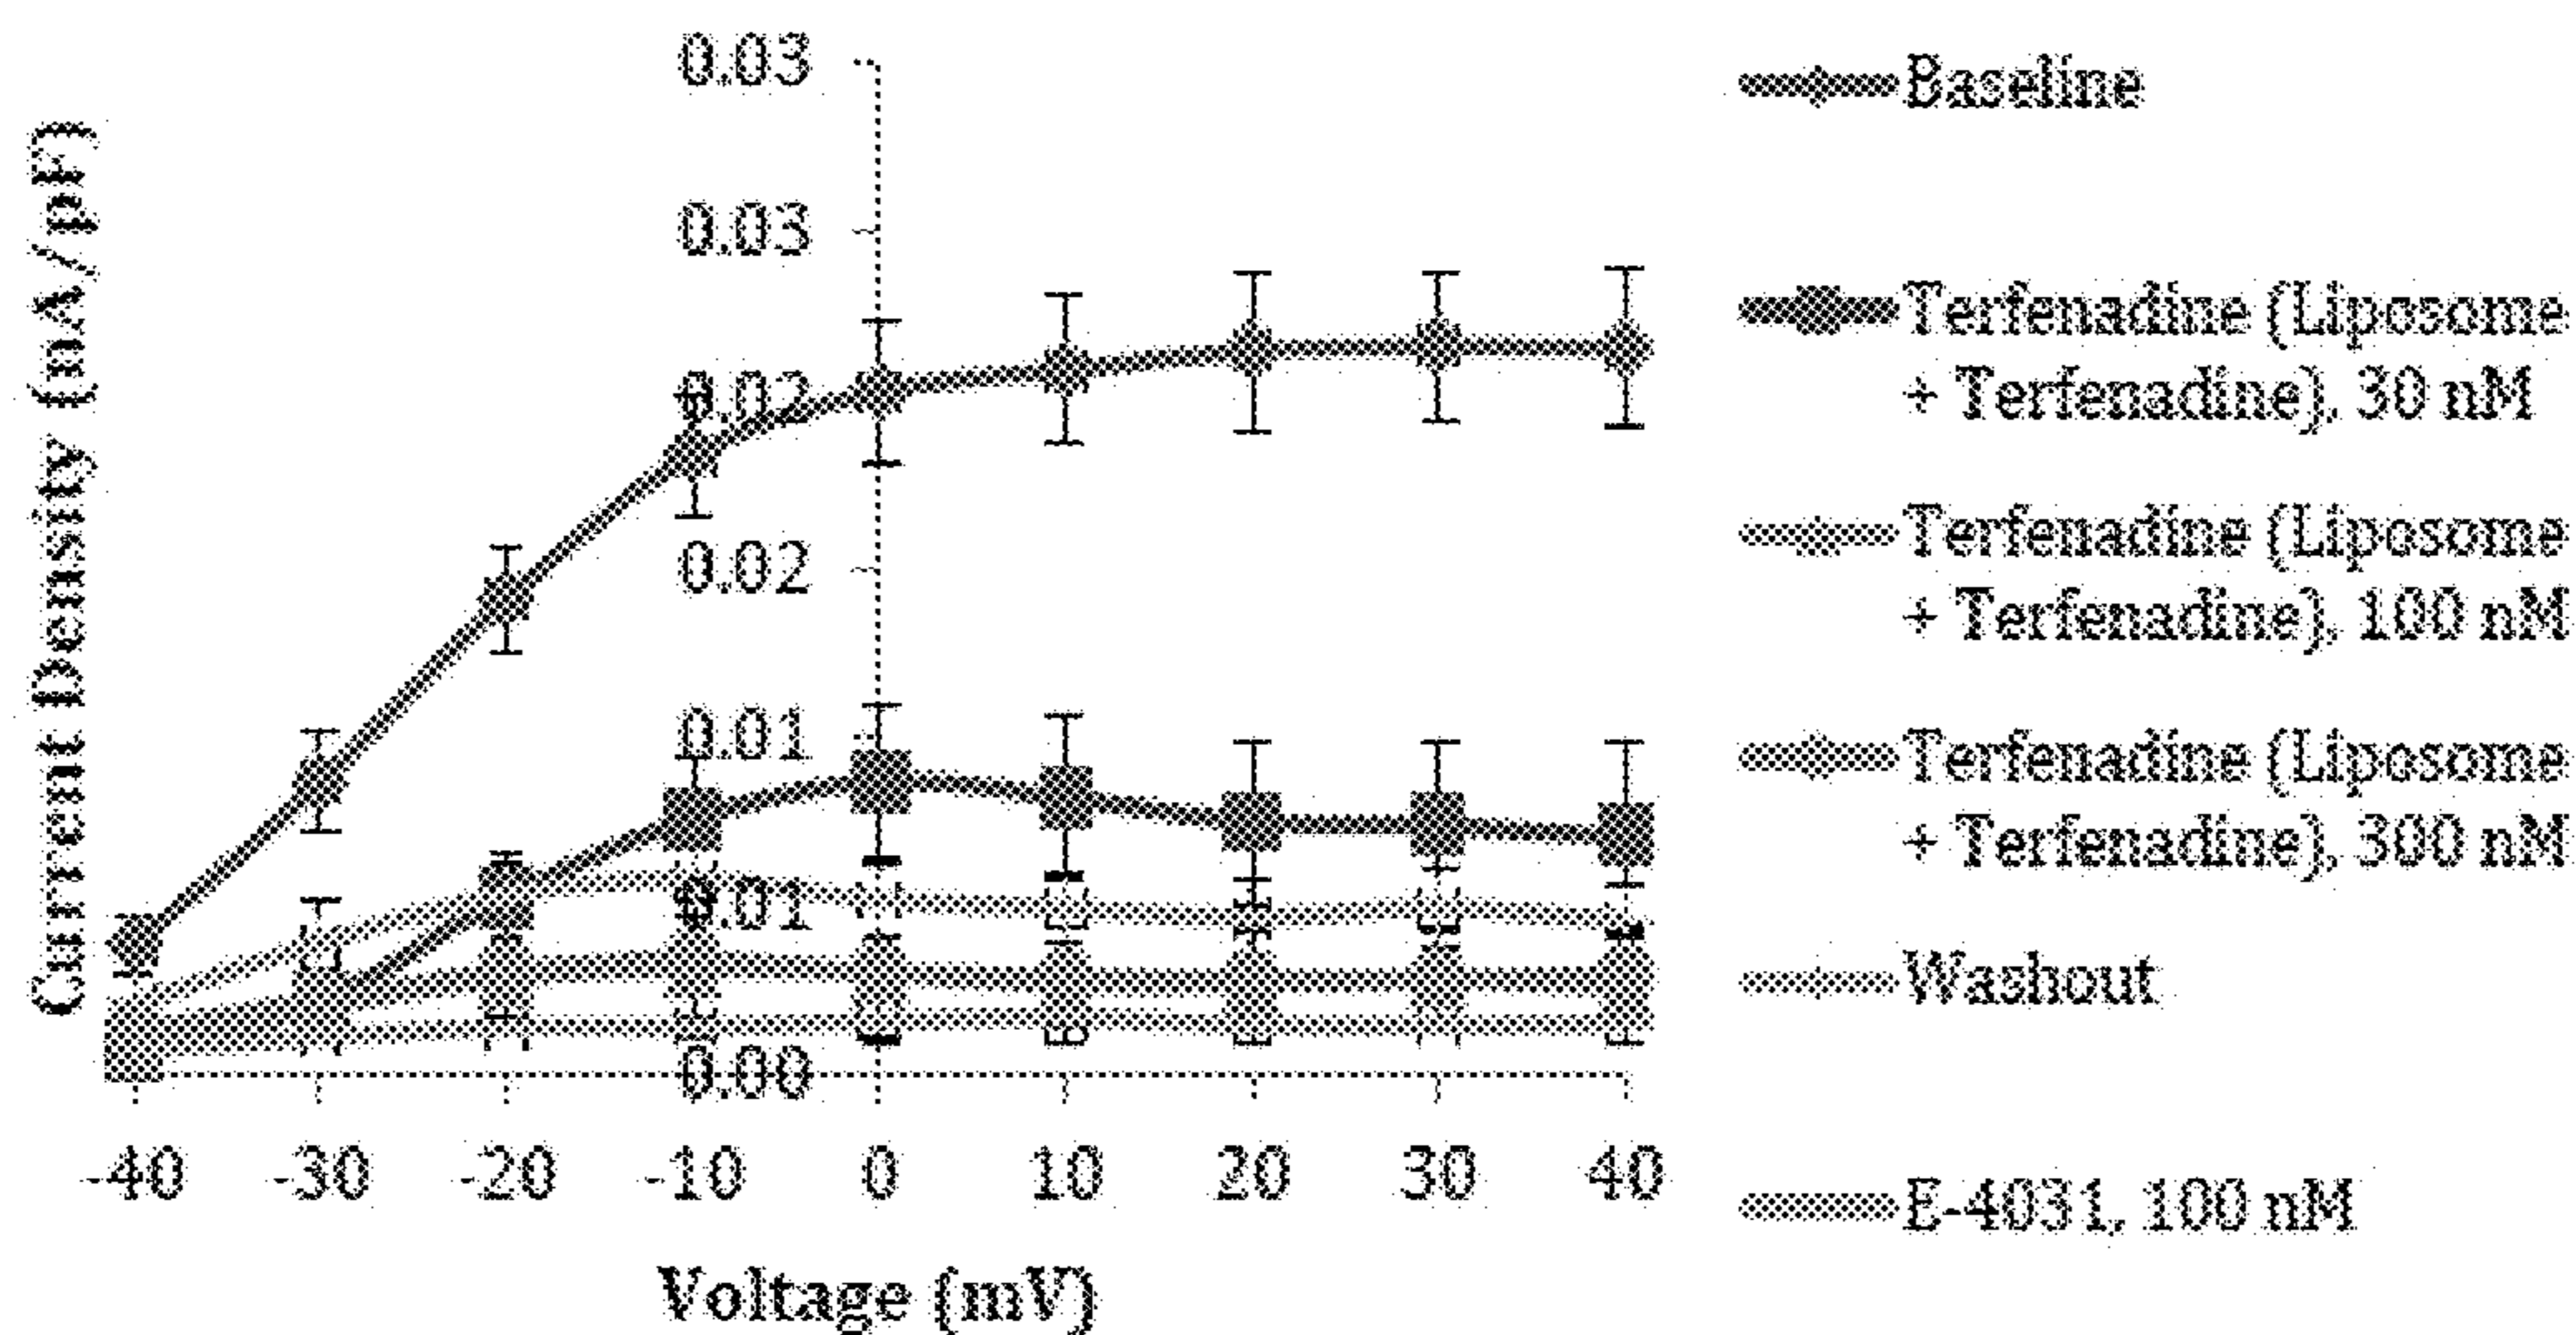 Current Density (nA/pF)
0.03
0.03
0.02
0.02
0.01
0.01
0.00
-40 -30 -20 -10 0 10 20 30 40
Voltage (mV)
Baseline
Terfenadine (Liposome
+ Terfenadine), 30 nM
Terfenadine (Liposome
+ Terfenadine), 100 nM
Terfenadine (Liposome
+ Terfenadine), 300 nM
Washout
E-4031, 100 nM